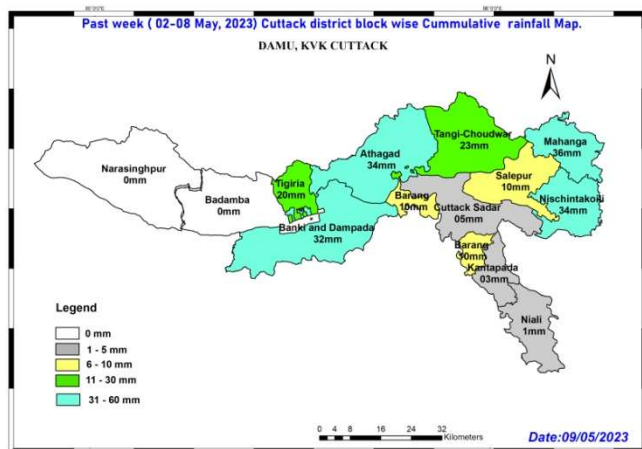 Past week ( 02-08 May, 2023) Cuttack district block wise Cummulative rainfall Map.
DAMU, KVK CUTTACK
N
Narasinghpur
0mm
Badamba
0mm
Tigiria
20mm
Athagad
34mm
Tangi-Choudwar
23mm
Mahanga
36mm
Salepur
10mm
Nischintakoili
34mm
Barang
10mm
Cuttack Sadar
05mm
Banki and Dampada
32mm
Barang
10mm
Kantapada
03mm
Niali
1mm
Legend
0 mm
1 - 5 mm
6 - 10 mm
11 - 30 mm
31 - 60 mm
0 4 8 16 24 32
Kilometers
Date:09/05/2023